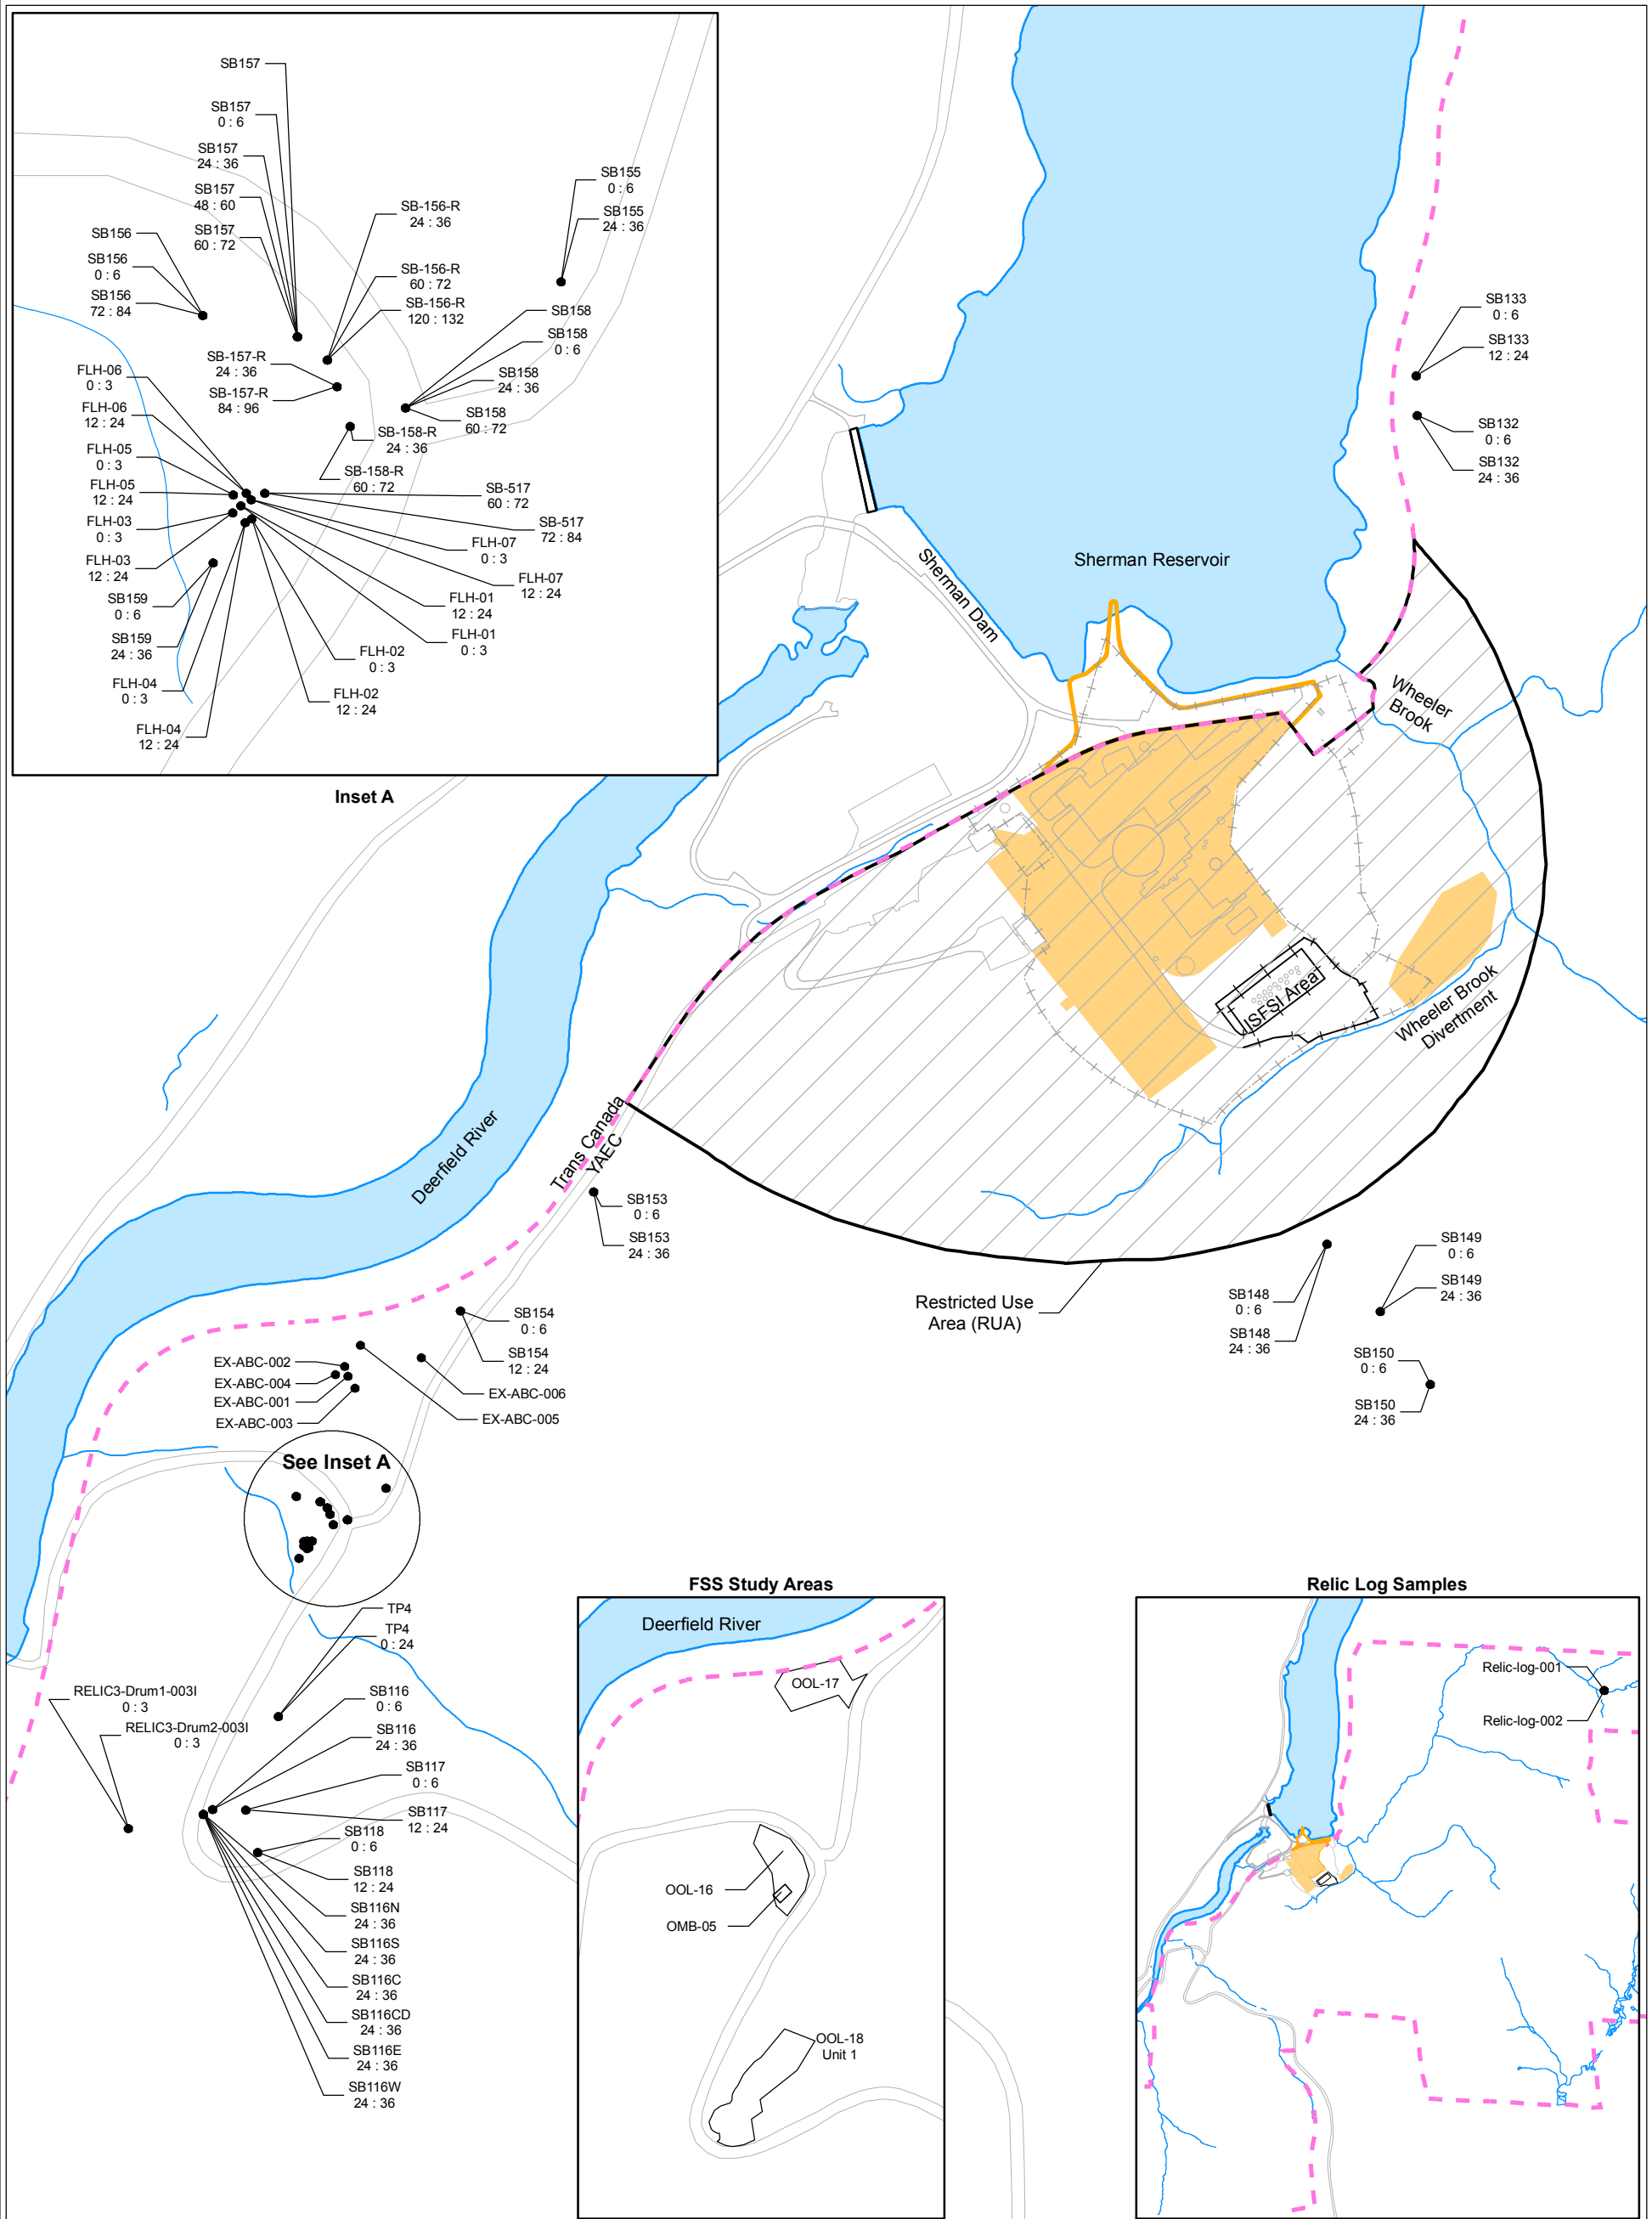 SB157
SB157
0 : 6
SB157
24 : 36
SB157
48 : 60
SB157
60 : 72
SB156
SB156
0 : 6
SB156
72 : 84
SB-156-R
24 : 36
SB-156-R
60 : 72
SB-156-R
120 : 132
SB155
0 : 6
SB155
24 : 36
SB158
SB158
0 : 6
SB158
24 : 36
SB158
60 : 72
SB-157-R
24 : 36
SB-157-R
84 : 96
SB-158-R
24 : 36
SB-158-R
60 : 72
FLH-06
0 : 3
FLH-06
12 : 24
FLH-05
0 : 3
FLH-05
12 : 24
FLH-03
0 : 3
FLH-03
12 : 24
SB159
0 : 6
SB159
24 : 36
FLH-04
0 : 3
FLH-04
12 : 24
SB-517
60 : 72
SB-517
72 : 84
FLH-07
0 : 3
FLH-07
12 : 24
FLH-01
12 : 24
FLH-01
0 : 3
FLH-02
0 : 3
FLH-02
12 : 24
Inset A
SB133
0 : 6
SB133
12 : 24
SB132
0 : 6
SB132
24 : 36
Sherman Reservoir
Sherman Dam
Wheeler
Brook
ISFSI Area
Wheeler Brook
Divertment
Deerfield River
Trans Canada
YAEC
SB153
0 : 6
SB153
24 : 36
Restricted Use
Area (RUA)
SB148
0 : 6
SB148
24 : 36
SB149
0 : 6
SB149
24 : 36
SB150
0 : 6
SB150
24 : 36
SB154
0 : 6
SB154
12 : 24
EX-ABC-002
EX-ABC-004
EX-ABC-001
EX-ABC-003
EX-ABC-006
EX-ABC-005
See Inset A
TP4
TP4
0 : 24
RELIC3-Drum1-003I
0 : 3
RELIC3-Drum2-003I
0 : 3
SB116
0 : 6
SB116
24 : 36
SB117
0 : 6
SB117
12 : 24
SB118
0 : 6
SB118
12 : 24
SB116N
24 : 36
SB116S
24 : 36
SB116C
24 : 36
SB116CD
24 : 36
SB116E
24 : 36
SB116W
24 : 36
FSS Study Areas
Deerfield River
OOL-17
OOL-16
OMB-05
OOL-18
Unit 1
Relic Log Samples
Relic-log-001
Relic-log-002